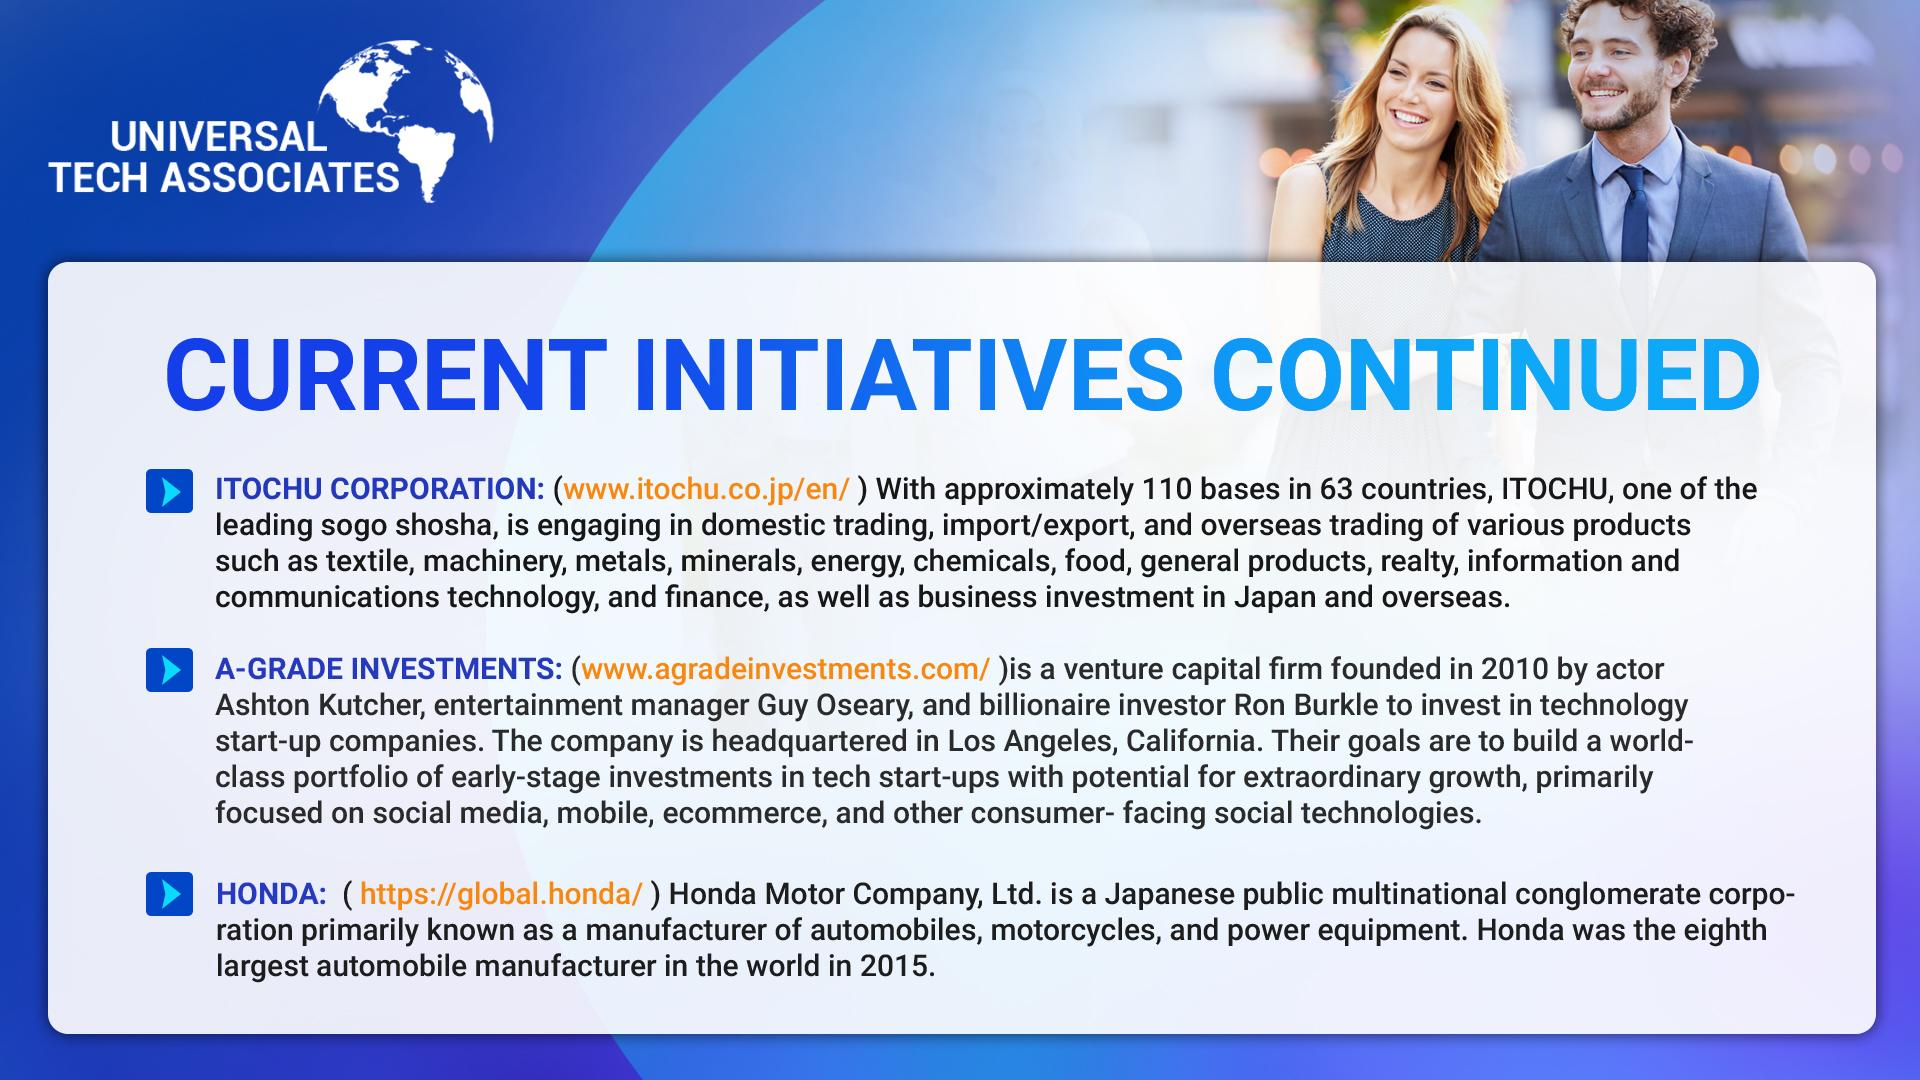 UNIVERSAL
TECH ASSOCIATES
CURRENT INITIATIVES CONTINUED
ITOCHU CORPORATION: (www.itochu.co.jp/en/ ) With approximately 110 bases in 63 countries, ITOCHU, one of the
leading sogo shosha, is engaging in domestic trading, import/export, and overseas trading of various products
such as textile, machinery, metals, minerals, energy, chemicals, food, general products, realty, information and
communications technology, and finance, as well as business investment in Japan and overseas.
A-GRADE INVESTMENTS: (www.agradeinvestments.com/ )is a venture capital firm founded in 2010 by actor
Ashton Kutcher, entertainment manager Guy Oseary, and billionaire investor Ron Burkle to invest in technology
start-up companies. The company is headquartered in Los Angeles, California. Their goals are to build a world-
class portfolio of early-stage investments in tech start-ups with potential for extraordinary growth, primarily
focused on social media, mobile, ecommerce, and other consumer- facing social technologies.
HONDA:  ( https://global.honda/ ) Honda Motor Company, Ltd. is a Japanese public multinational conglomerate corpo-
ration primarily known as a manufacturer of automobiles, motorcycles, and power equipment. Honda was the eighth
largest automobile manufacturer in the world in 2015.